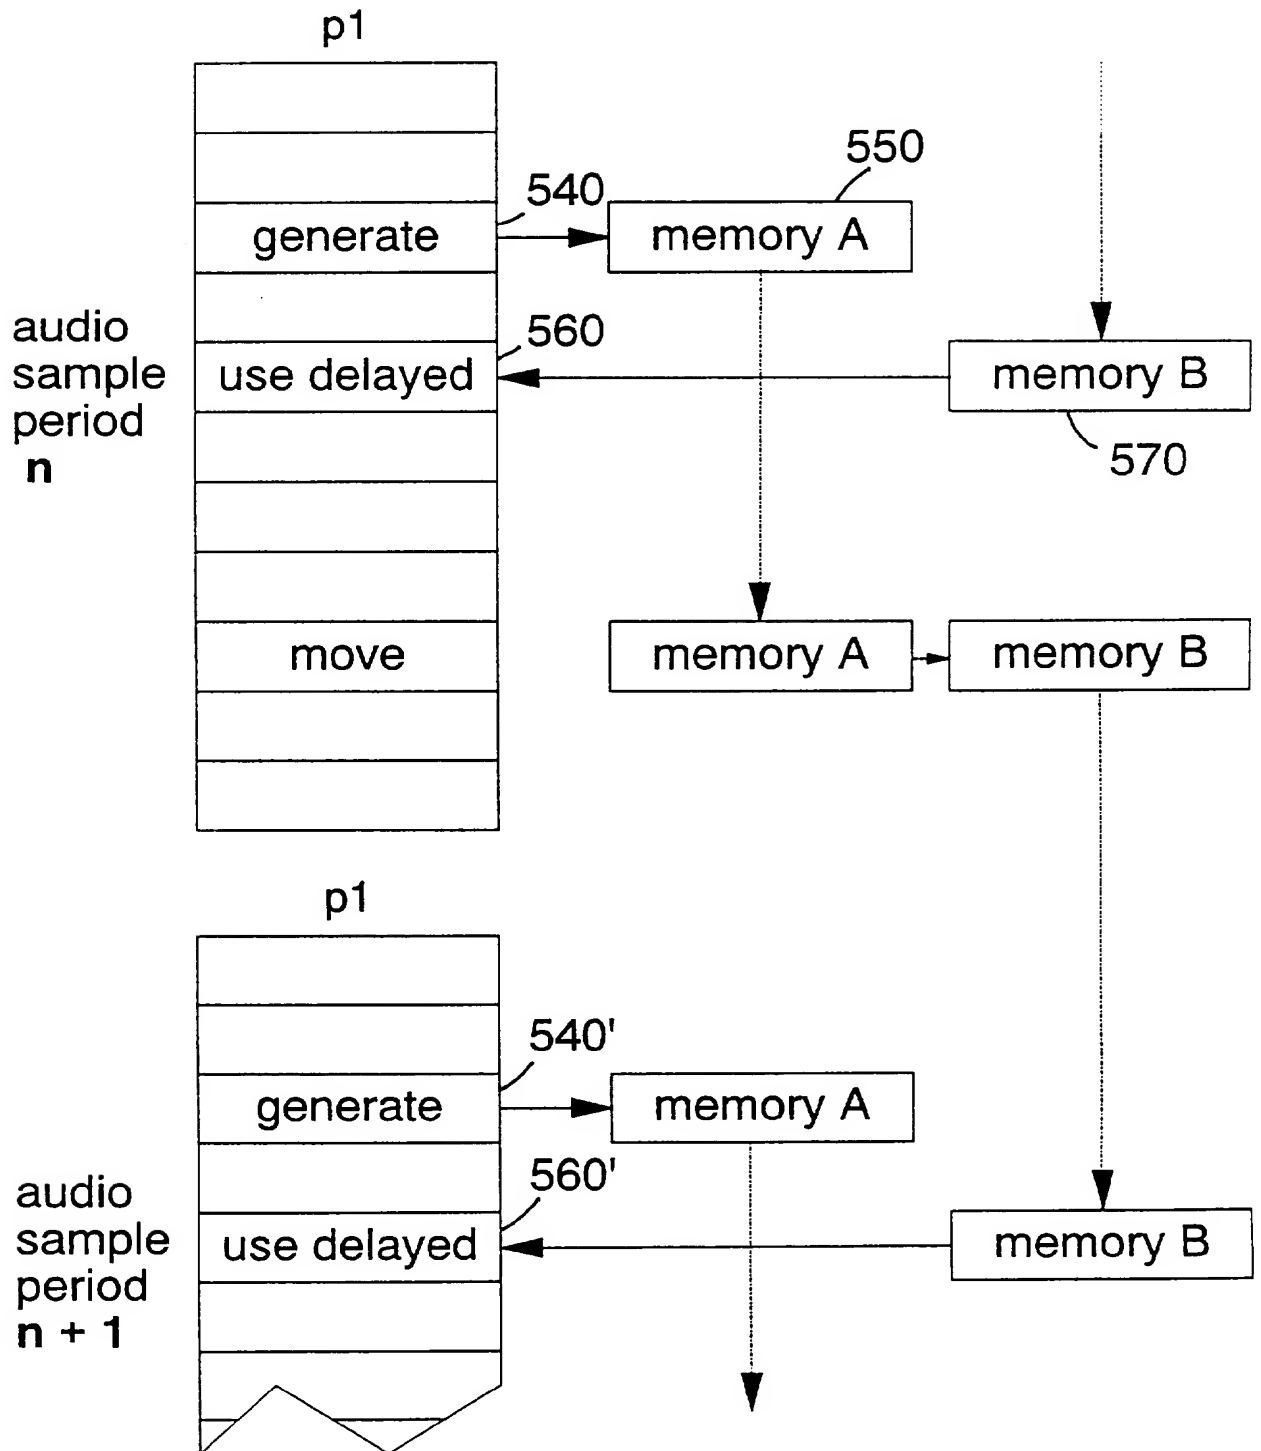 p1
550
540
generate
memory A
audio
sample
period
n
560
use delayed
memory B
570
move
memory A
memory B
p1
540'
generate
memory A
audio
sample
period
n + 1
560'
use delayed
memory B